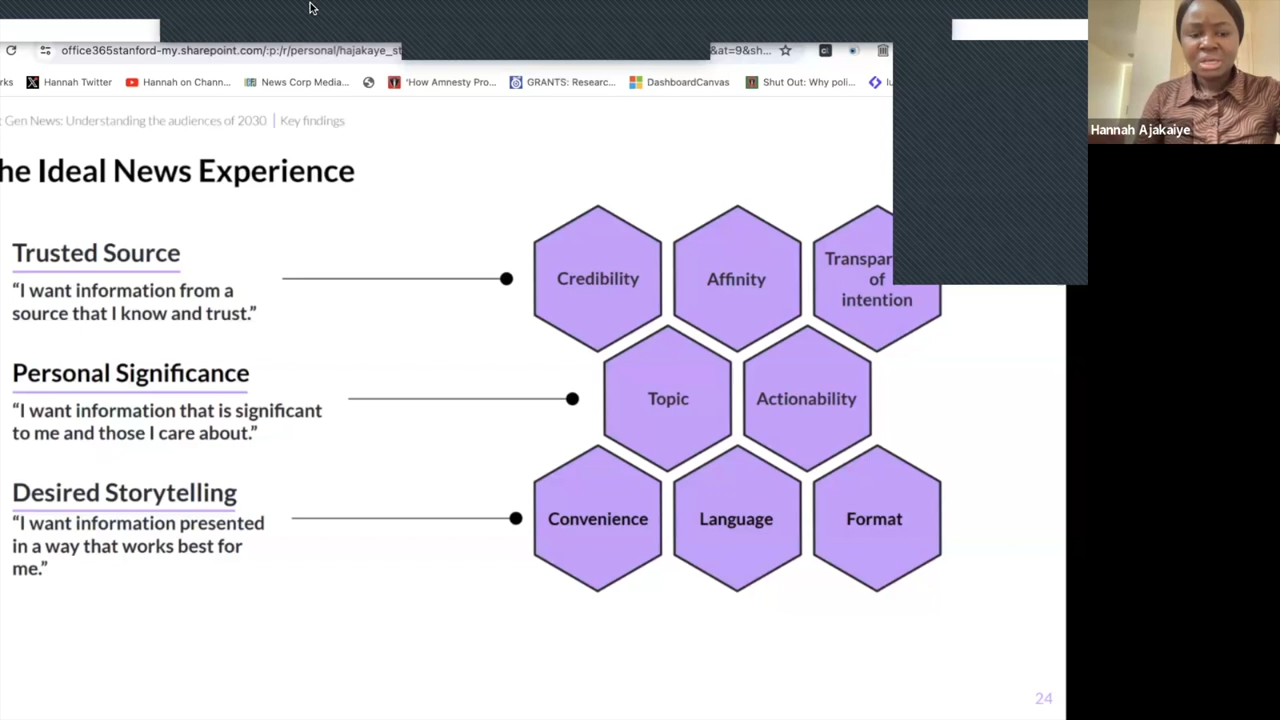 office365stanford-my.sharepoint.com/:p:/r/personal/hajakaye_st
&at=9&sh...
rks
Hannah Twitter
Hannah on Chann...
News Corp Media...
'How Amnesty Pro...
GRANTS: Researc...
DashboardCanvas
Shut Out: Why poli...
Hannah Ajakaiye
Gen News: Understanding the audiences of 2030 | Key findings
he Ideal News Experience
Trusted Source
“I want information from a
source that I know and trust.”
Credibility
Affinity
Transpar
of
intention
Personal Significance
“I want information that is significant
to me and those I care about.”
Topic
Actionability
Desired Storytelling
“I want information presented
in a way that works best for
me.”
Convenience
Language
Format
24